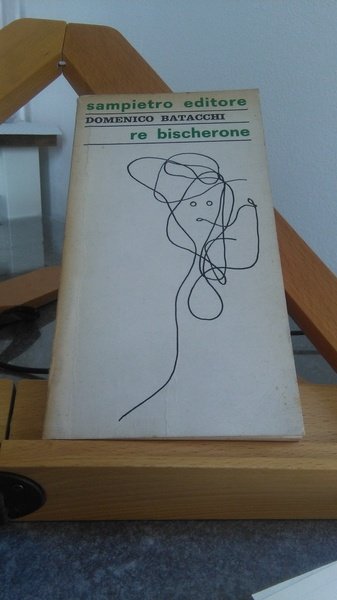 sampietro editore
DOMENICO BATACCHI
re bischerone